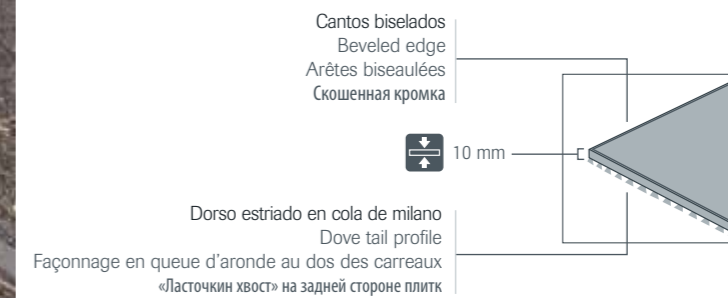 Cantos biselados
Beveled edge
Arêtes biseaulées
Скошенная кромка
10 mm
Dorso estriado en cola de milano
Dove tail profile
Façonnage en queue d'aronde au dos des carreaux
«Ласточкин хвост» на задней стороне плитк